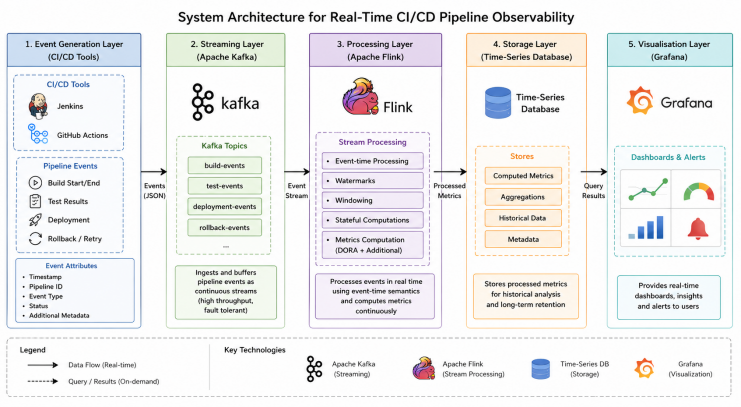 System Architecture for Real-Time CI/CD Pipeline Observability
1. Event Generation Layer
(CI/CD Tools)
CI/CD Tools
Jenkins
GitHub Actions
Pipeline Events
Build Start/End
Test Results
Deployment
Rollback / Retry
Event Attributes
• Timestamp
• Pipeline ID
• Event Type
• Status
• Additional Metadata
Events
(JSON)
2. Streaming Layer
(Apache Kafka)
kafka
Kafka Topics
build-events
test-events
deployment-events
rollback-events
...
Ingests and buffers
pipeline events as
continuous streams
(high throughput,
fault tolerant)
Event
Stream
3. Processing Layer
(Apache Flink)
Flink
Stream Processing
• Event-time Processing
• Watermarks
• Windowing
• Stateful Computations
• Metrics Computation
(DORA + Additional)
Processes events in real time
using event-time semantics
and computes metrics
continuously
Processed
Metrics
4. Storage Layer
(Time-Series Database)
Time-Series
Database
Stores
Computed Metrics
Aggregations
Historical Data
Metadata
Stores processed metrics
for historical analysis
and long-term retention
Query
Results
5. Visualisation Layer
(Grafana)
Grafana
Dashboards & Alerts
Provides real-time
dashboards, insights
and alerts to users
Legend
Data Flow (Real-time)
Query / Results (On-demand)
Key Technologies
Apache Kafka
(Streaming)
Apache Flink
(Stream Processing)
Time-Series DB
(Storage)
Grafana
(Visualization)